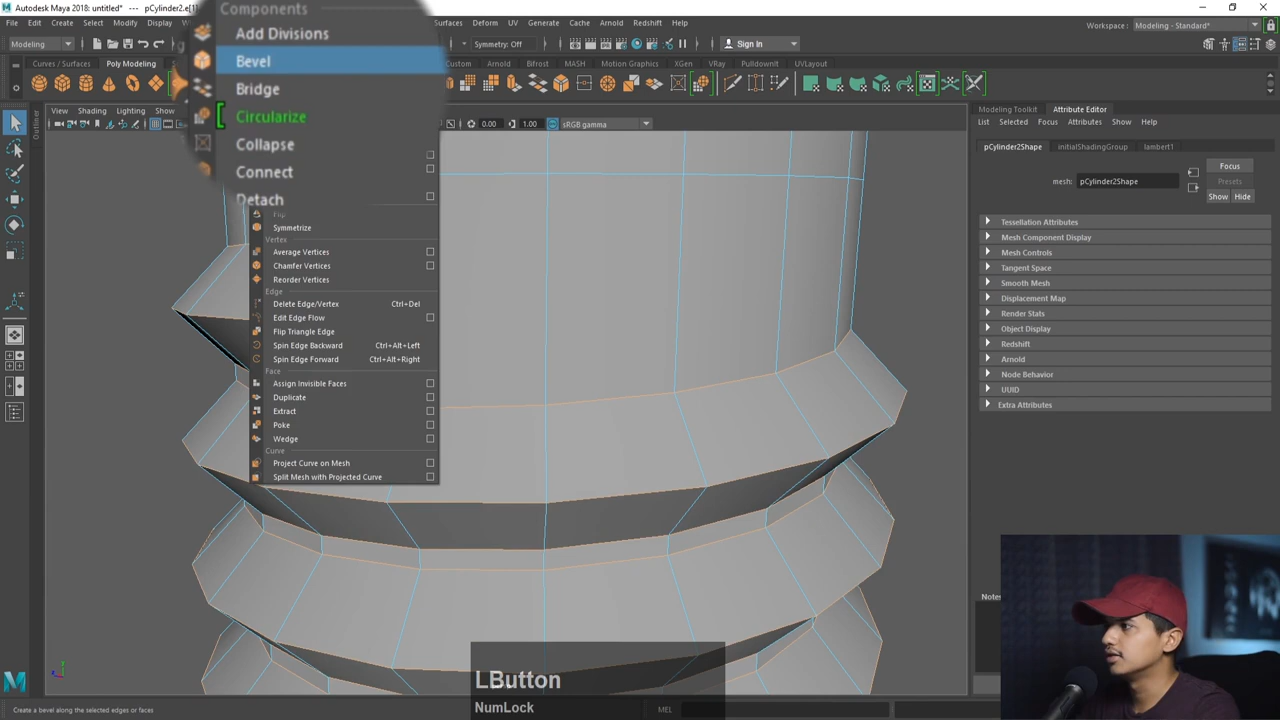 Autodesk Maya 2018: untitled*
pCylinder2.e[1
File Edit Create Select Modify Display
Surfaces Deform UV Generate Cache Arnold Redshift Help
Workspace : Modeling - Standard*
Modeling
Symmetry: Off
Sign In
Curves / Surfaces Poly Modeling
Custom Arnold Bifrost MASH Motion Graphics XGen VRay PulldownIt UVLayout
View Shading Lighting Show
0.00 1.00 sRGB gamma
Outliner
Components
Add Divisions
Bevel
Bridge
Circularize
Collapse
Connect
Detach
Flip
Symmetrize
Vertex
Average Vertices
Chamfer Vertices
Reorder Vertices
Edge
Delete Edge/Vertex Ctrl+Del
Edit Edge Flow
Flip Triangle Edge
Spin Edge Backward Ctrl+Alt+Left
Spin Edge Forward Ctrl+Alt+Right
Face
Assign Invisible Faces
Duplicate
Extract
Poke
Wedge
Curve
Project Curve on Mesh
Split Mesh with Projected Curve
Modeling Toolkit Attribute Editor
List Selected Focus Attributes Show Help
pCylinder2Shape initialShadingGroup lambert1
mesh: pCylinder2Shape
Focus
Presets
Show Hide
Tessellation Attributes
Mesh Component Display
Mesh Controls
Tangent Space
Smooth Mesh
Displacement Map
Render Stats
Object Display
Redshift
Arnold
Node Behavior
UUID
Extra Attributes
Notes
LButton
NumLock
Create a bevel along the selected edges or faces
MEL